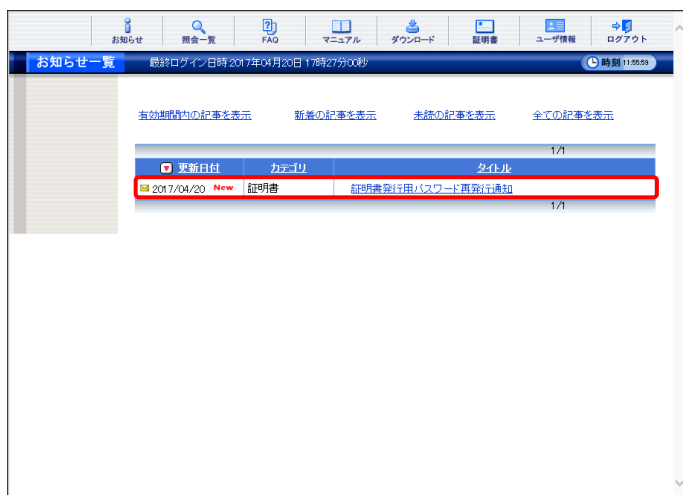 お知らせ 照会一覧 FAQ マニュアル ダウンロード 証明書 ユーザ情報 ログアウト
お知らせ一覧 最終ログイン日時:2017年04月20日 17時27分00秒 時刻 11:55:59
有効期間内の記事を表示 新着の記事を表示 未読の記事を表示 全ての記事を表示
1/1
更新日付 カテゴリ タイトル
2017/04/20 New 証明書 証明書発行用パスワード再発行通知
1/1